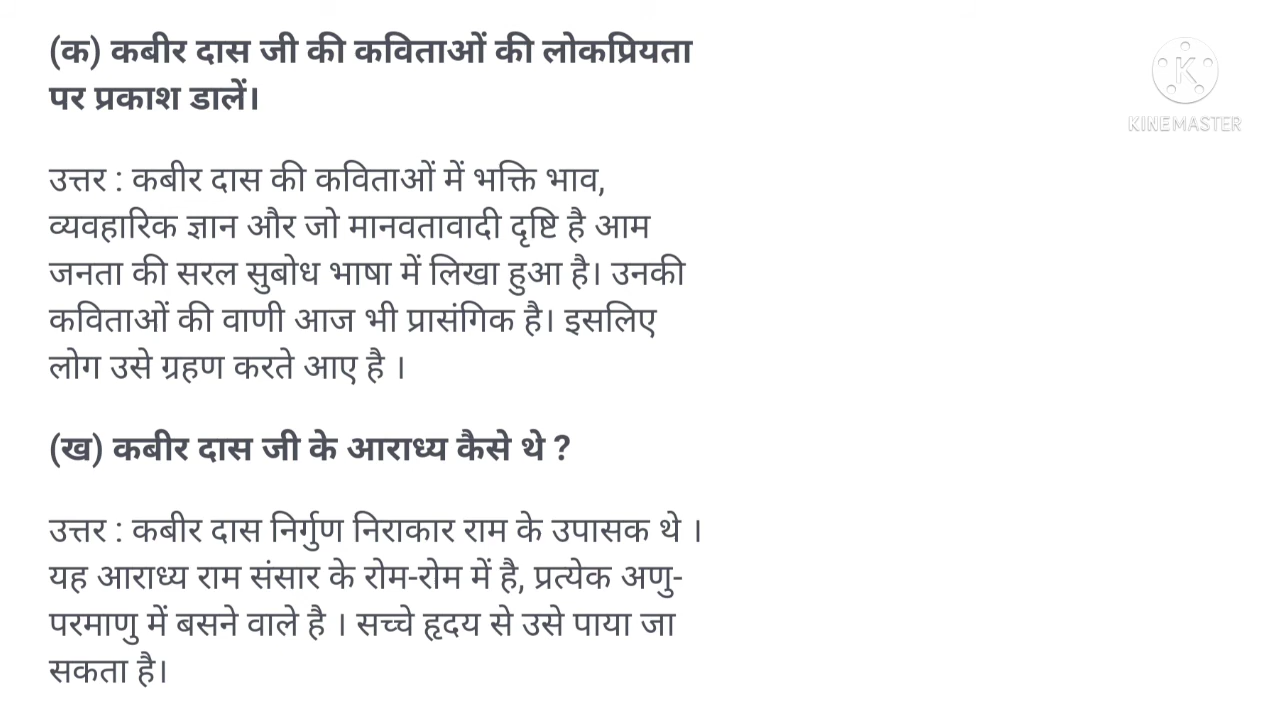 (क) कबीर दास जी की कविताओं की लोकप्रियता
पर प्रकाश डालें।
उत्तर : कबीर दास की कविताओं में भक्ति भाव,
व्यवहारिक ज्ञान और जो मानवतावादी दृष्टि है आम
जनता की सरल सुबोध भाषा में लिखा हुआ है। उनकी
कविताओं की वाणी आज भी प्रासंगिक है। इसलिए
लोग उसे ग्रहण करते आए है ।
(ख) कबीर दास जी के आराध्य कैसे थे ?
उत्तर : कबीर दास निर्गुण निराकार राम के उपासक थे ।
यह आराध्य राम संसार के रोम-रोम में है, प्रत्येक अणु-
परमाणु में बसने वाले है । सच्चे हृदय से उसे पाया जा
सकता है।
K
KINEMASTER